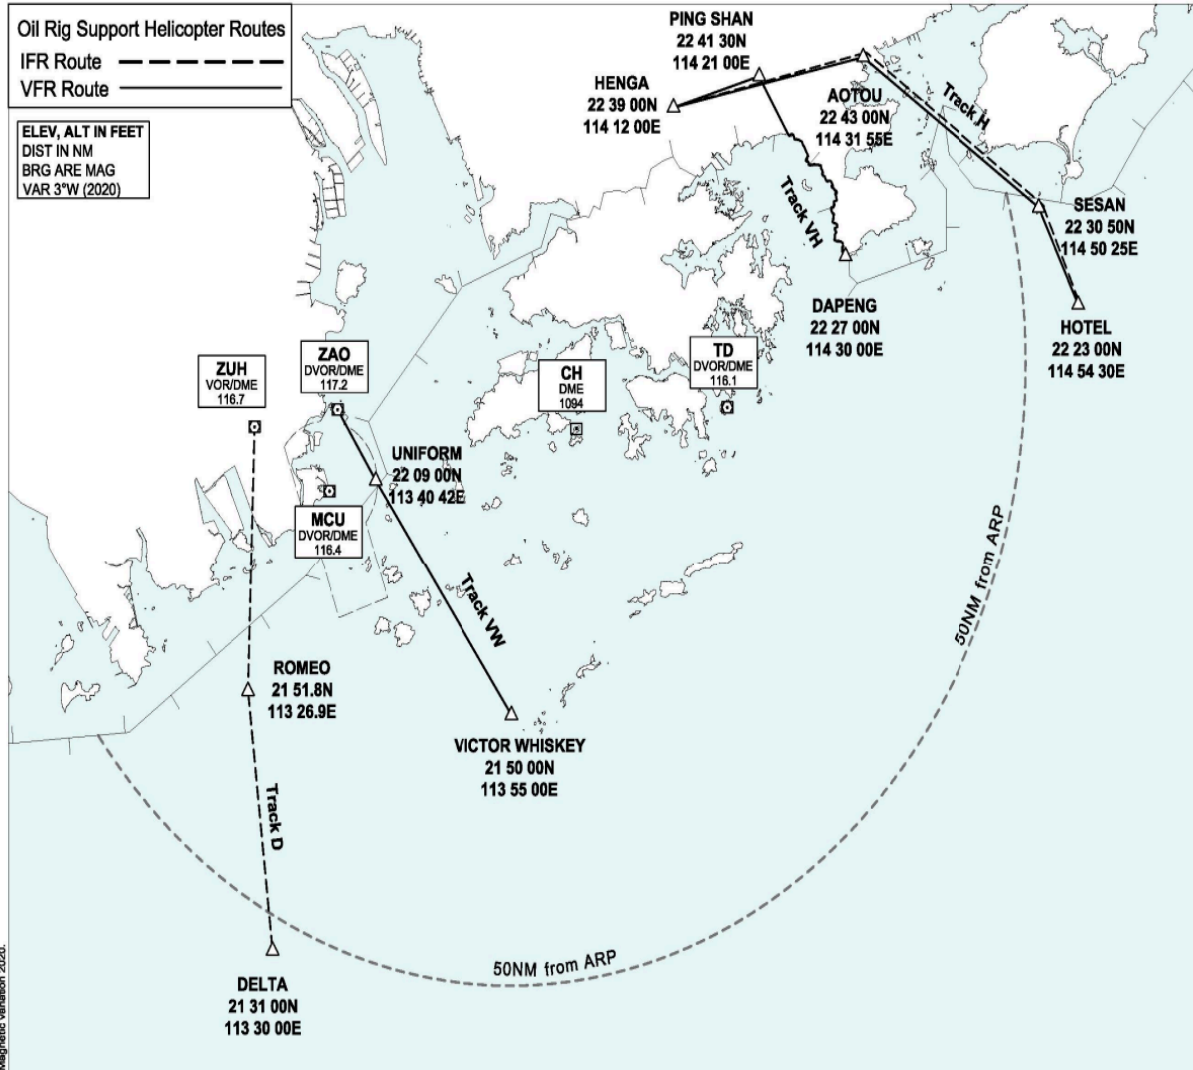 Oil Rig Support Helicopter Routes
IFR Route
VFR Route
ELEV, ALT IN FEET
DIST IN NM
BRG ARE MAG
VAR 3°W (2020)
PING SHAN
22 41 30N
114 21 00E
HENGA
22 39 00N
114 12 00E
AOTOU
22 43 00N
114 31 55E
Track H
Track VH
SESAN
22 30 50N
114 50 25E
DAPENG
22 27 00N
114 30 00E
HOTEL
22 23 00N
114 54 30E
ZUH
VOR/DME
116.7
ZAO
DVOR/DME
117.2
CH
DME
109.4
TD
DVOR/DME
116.1
UNIFORM
22 09 00N
113 40 42E
MCU
DVOR/DME
116.4
Track VW
50NM from ARP
ROMEO
21 51.8N
113 26.9E
VICTOR WHISKEY
21 50 00N
113 55 00E
Track D
50NM from ARP
DELTA
21 31 00N
113 30 00E
Magnetic variation 2020.